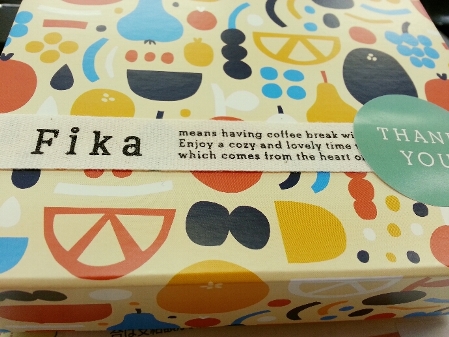 Fika
means having coffee break
Enjoy a cozy and lovely time
which comes from the heart
THANK
YOU